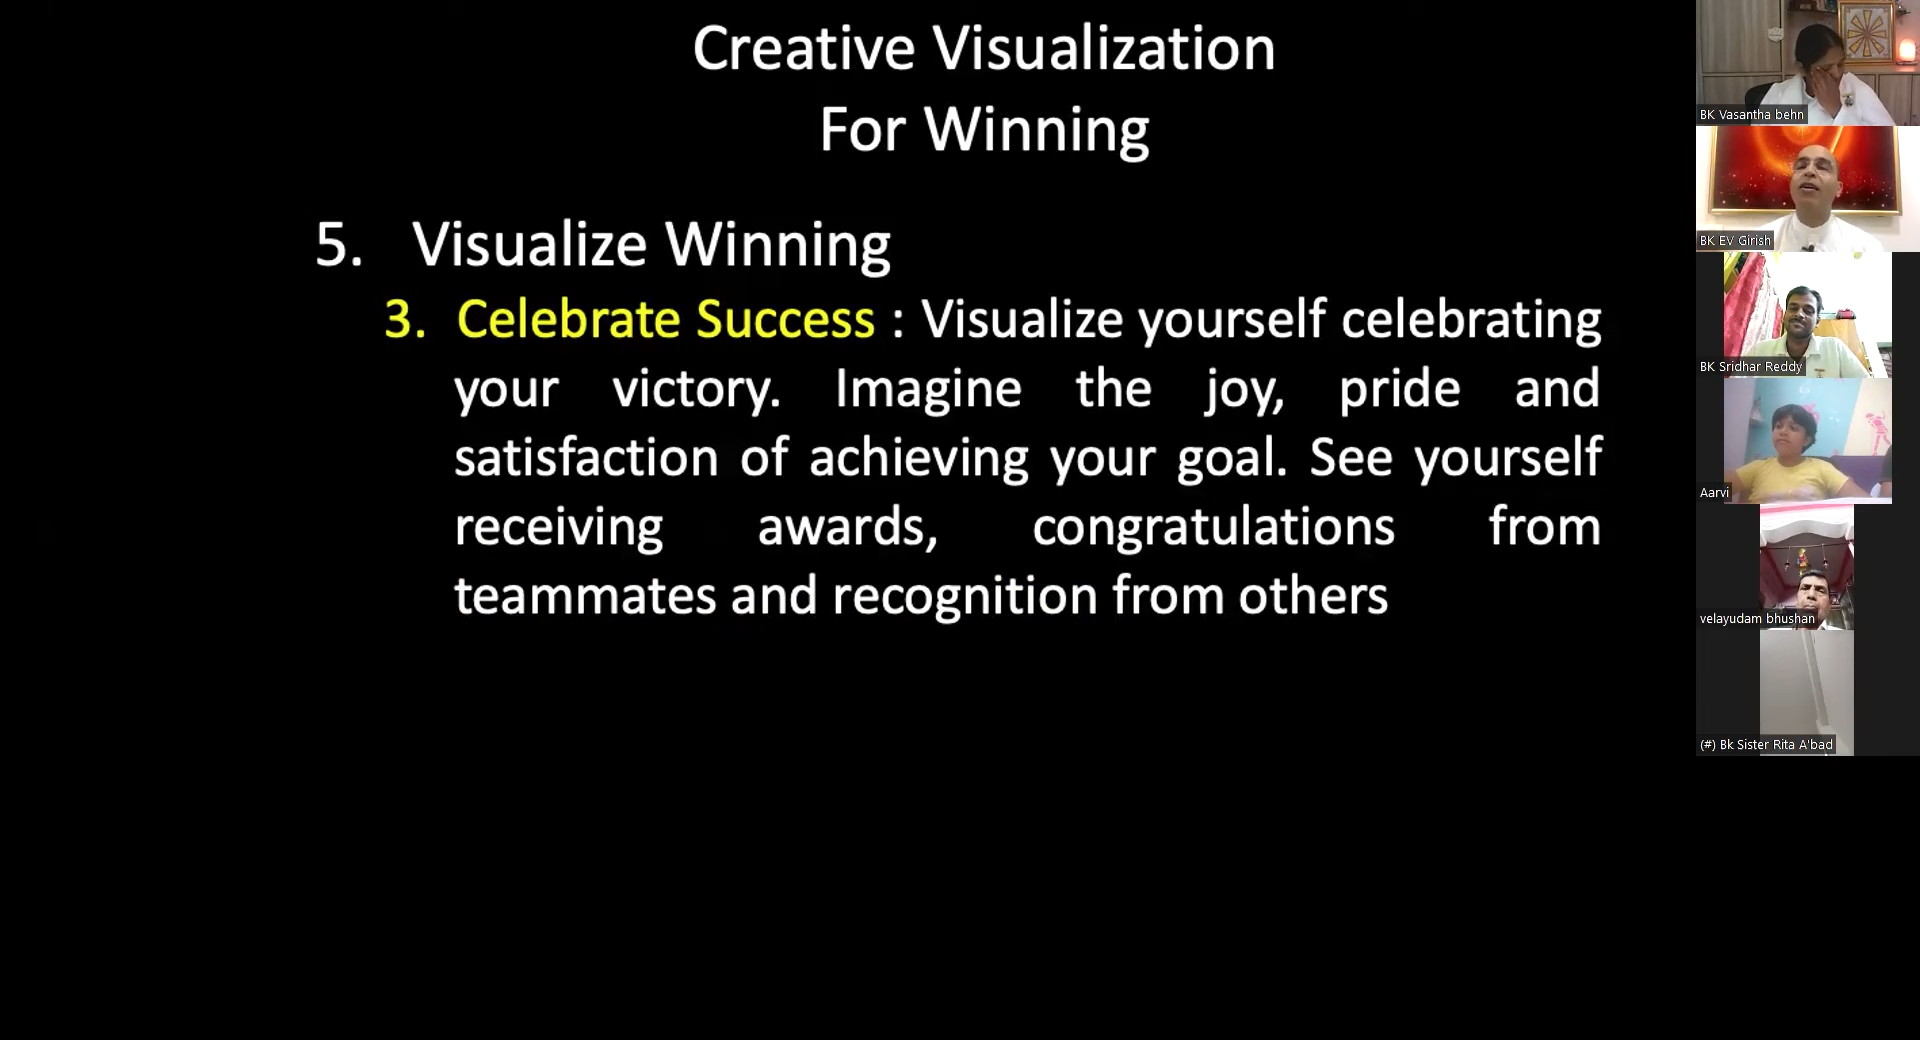 Creative Visualization
For Winning
5. Visualize Winning
3. Celebrate Success : Visualize yourself celebrating
your victory. Imagine the joy, pride and
satisfaction of achieving your goal. See yourself
receiving awards, congratulations from
teammates and recognition from others
BK Vasantha behn
BK EV Girish
BK Sridhar Reddy
Aarvi
velayudam bhushan
(#) Bk Sister Rita A'bad